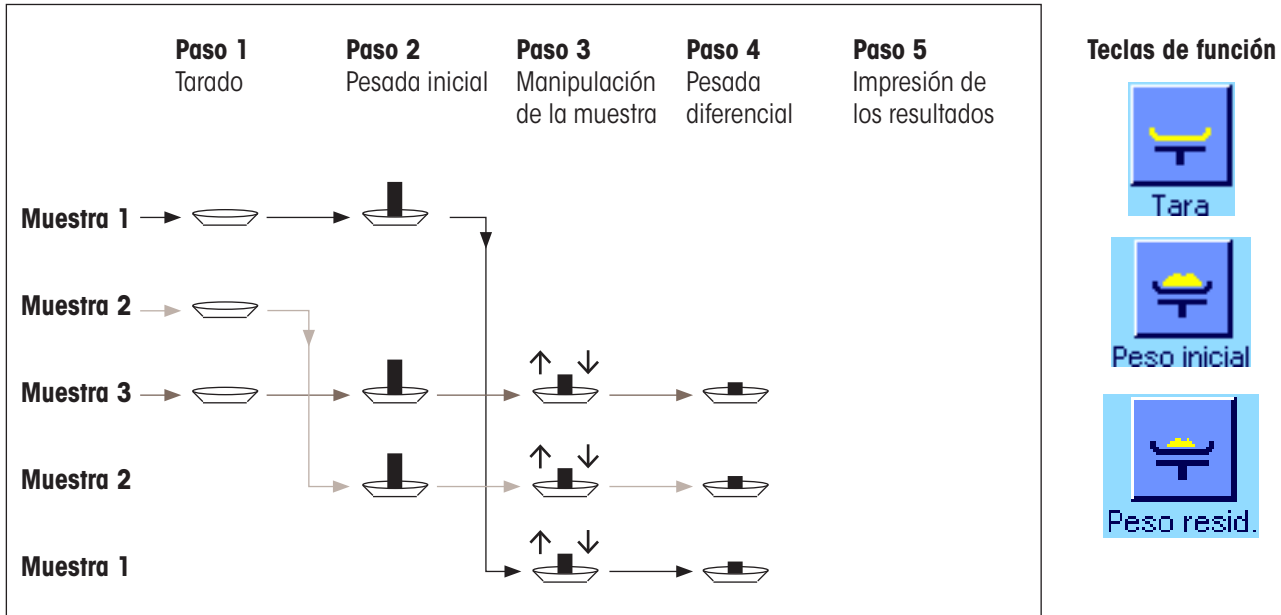 Paso 1
Tarado
Paso 2
Pesada inicial
Paso 3
Manipulación
de la muestra
Paso 4
Pesada
diferencial
Paso 5
Impresión de
los resultados
Teclas de función
Tara
Peso inicial
Peso resid.
Muestra 1
Muestra 2
Muestra 3
Muestra 2
Muestra 1